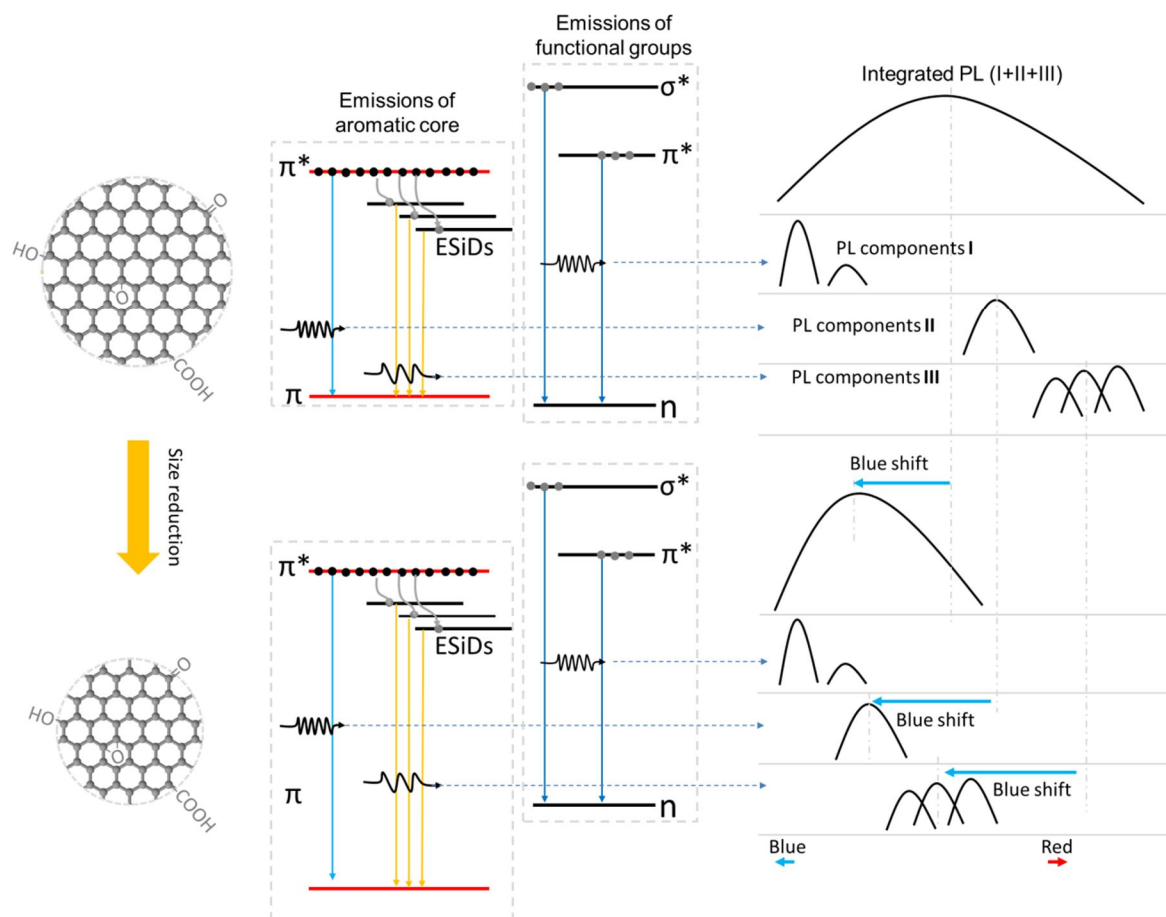 Emissions of
functional groups
Emissions of
aromatic core
Integrated PL (I+II+III)
σ*
π*
π*
ESiDs
PL components I
PL components II
PL components III
π
n
O
HO
O
COOH
Size reduction
Blue shift
σ*
π*
π*
ESiDs
Blue shift
Blue shift
π
n
O
HO
O
COOH
Blue
Red